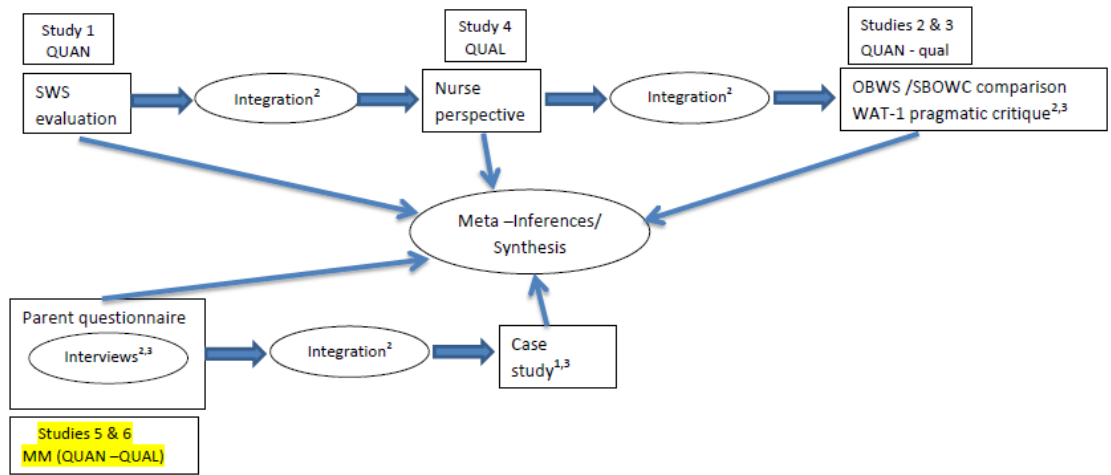 Study 1
QUAN
Study 4
QUAL
Studies 2 & 3
QUAN - qual
SWS
evaluation
Integration²
Nurse
perspective
Integration²
OBWS /SBOWC comparison
WAT-1 pragmatic critique²,³
Meta –Inferences/
Synthesis
Parent questionnaire
Interviews²,³
Integration²
Case
study¹,³
Studies 5 & 6
MM (QUAN –QUAL)